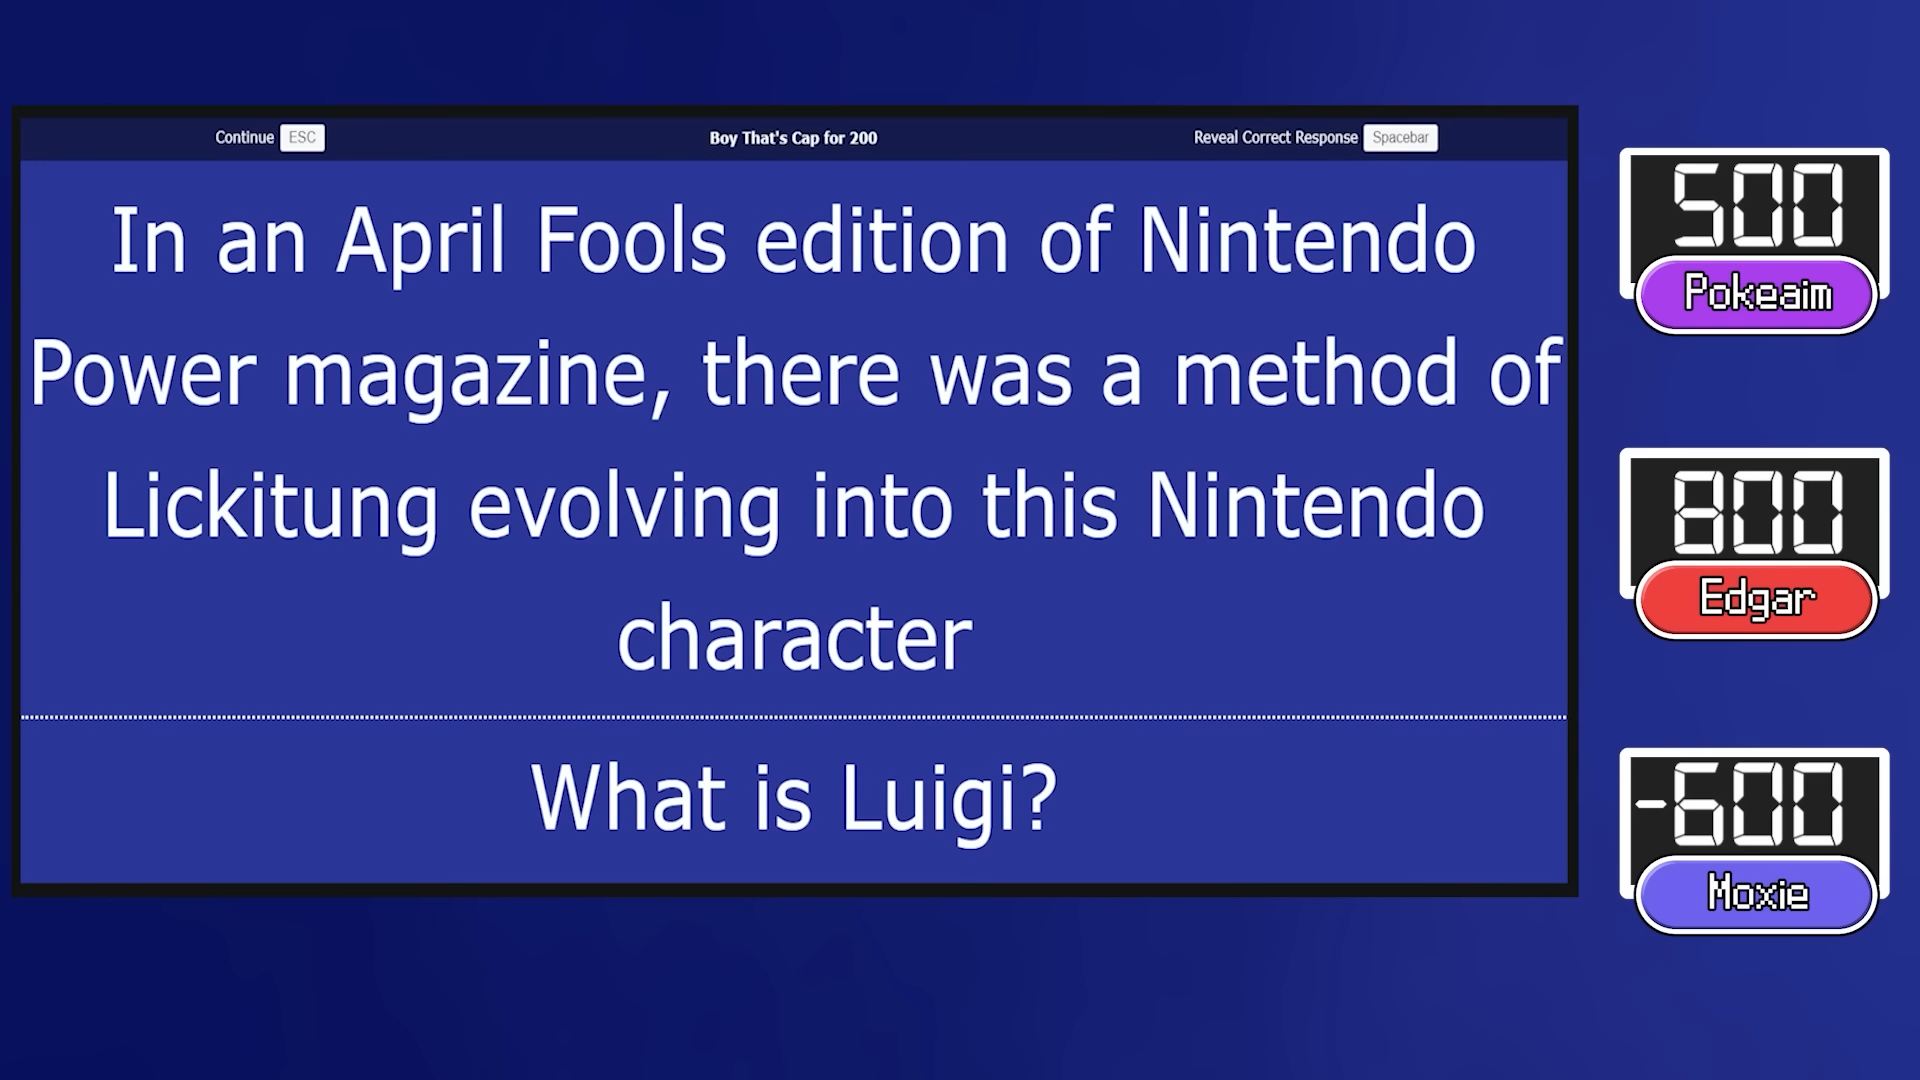 Continue ESC Boy That's Cap for 200 Reveal Correct Response Spacebar
In an April Fools edition of Nintendo
Power magazine, there was a method of
Lickitung evolving into this Nintendo
character
What is Luigi?
500
Pokeaim
800
Edgar
-600
Moxie